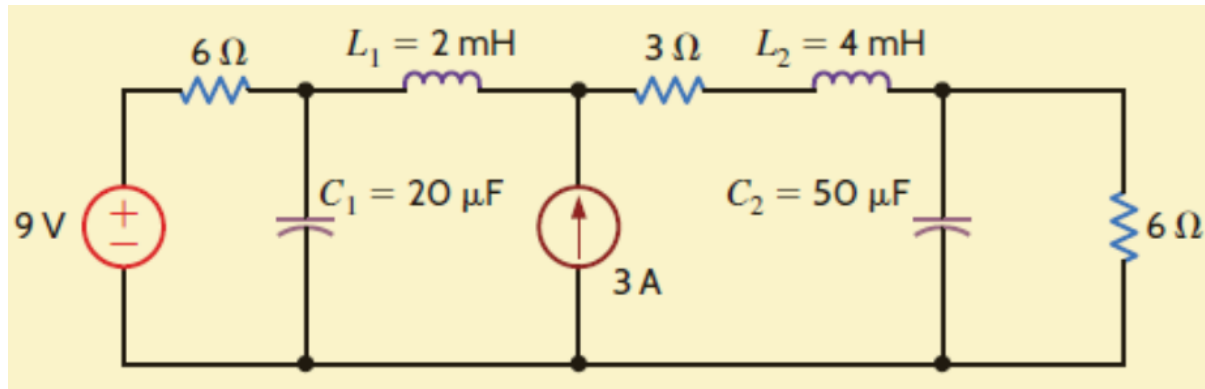 6 Ω
L₁ = 2 mH
3 Ω
L₂ = 4 mH
9 V
+
−
C₁ = 20 μF
3 A
C₂ = 50 μF
6 Ω